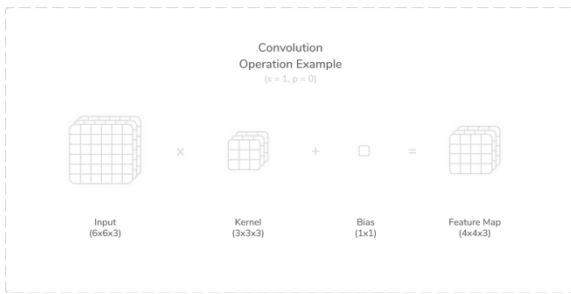 Convolution
Operation Example
(s = 1, p = 0)
×
+
=
Input
(6x6x3)
Kernel
(3x3x3)
Bias
(1x1)
Feature Map
(4x4x3)